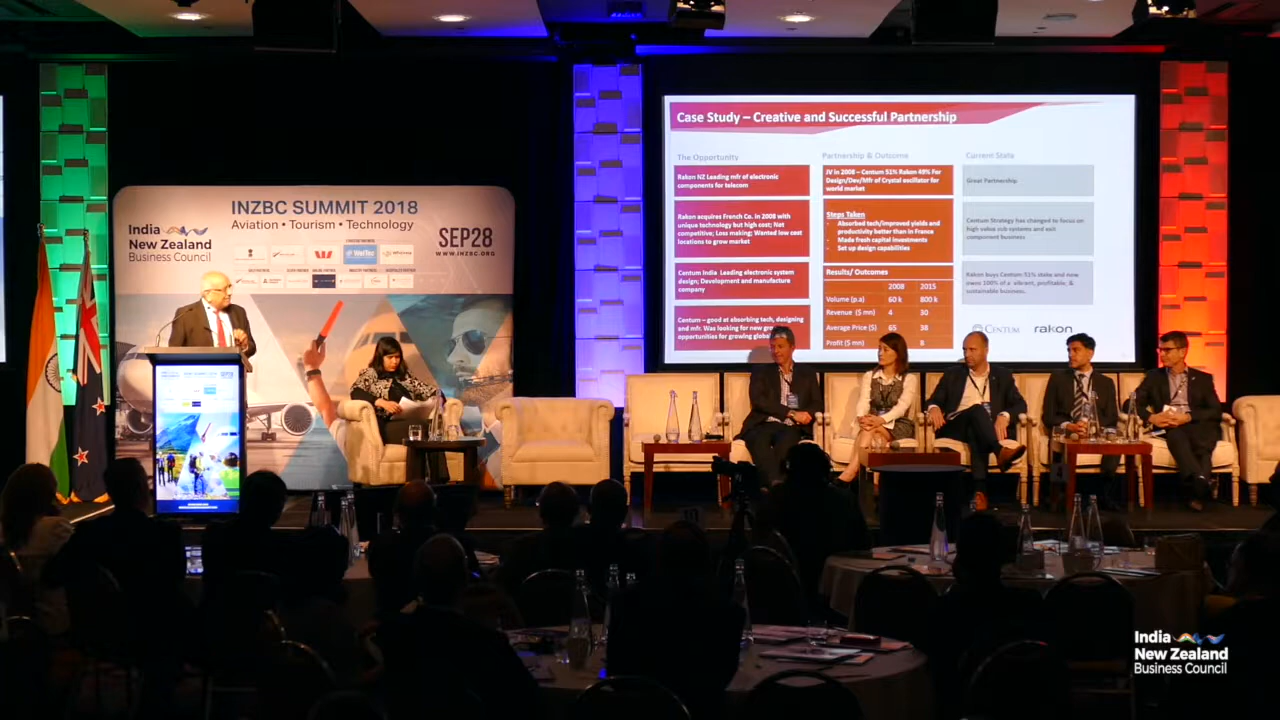 INZBC SUMMIT 2018
Aviation • Tourism • Technology
India
New Zealand
Business Council
SEP28
WWW.INZBC.ORG
Case Study – Creative and Successful Partnership
The Opportunity
Rakon NZ Leading mfr of electronic
components for telecom
Rakon acquires French Co. in 2008 with
unique technology but high cost; Not
competitive; Loss making; Wanted low cost
locations to grow market
Centum India Leading electronic system
design; Development and manufacture
company
Centum – good at absorbing tech, designing
and mfr. Was looking for new
opportunities for growing
Partnership & Outcome
JV in 2008 – Centum 51% Rakon 49% For
Design/Dev/Mfr of Crystal oscillator for
world market
Steps Taken
- Absorbed tech/improved yields and
productivity better than in France
- Made fresh capital investments
- Set up design capabilities
Results/ Outcomes
2008 2015
Volume (p.a) 60 k 800 k
Revenue ($ mn) 4 30
Average Price ($) 65 38
Profit ($ mn) 8
Current State
Great Partnership
Centum Strategy has changed to focus on
high value sub systems and exit
component business
Rakon buys Centum 51% stake and now
owns 100% of a vibrant, profitable, &
sustainable business.
CENTUM
rakon
India
New Zealand
Business Council